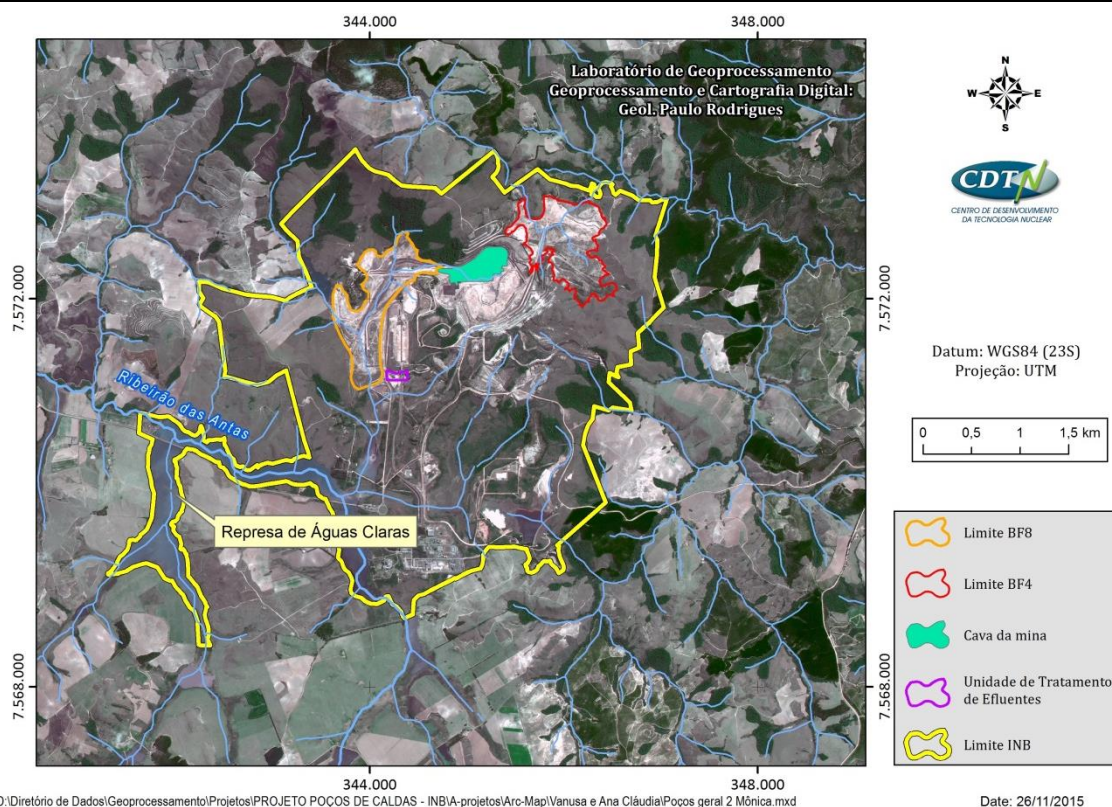 344.000
348.000
Laboratório de Geoprocessamento
Geoprocessamento e Cartografia Digital:
Geol. Paulo Rodrigues
N
W
E
S
CDTN
CENTRO DE DESENVOLVIMENTO
DA TECNOLOGIA NUCLEAR
7.572.000
7.572.000
Datum: WGS84 (23S)
Projeção: UTM
Ribeirão das Antas
0 0,5 1 1,5 km
Represa de Águas Claras
Limite BF8
Limite BF4
Cava da mina
Unidade de Tratamento
de Efluentes
Limite INB
7.568.000
7.568.000
344.000
348.000
D:\Diretório de Dados\Geoprocessamento\Projetos\PROJETO POÇOS DE CALDAS - INB\A-projetos\Arc-Map\Vanusa e Ana Cláudia\Poços geral 2 Mônica.mxd
Date: 26/11/2015